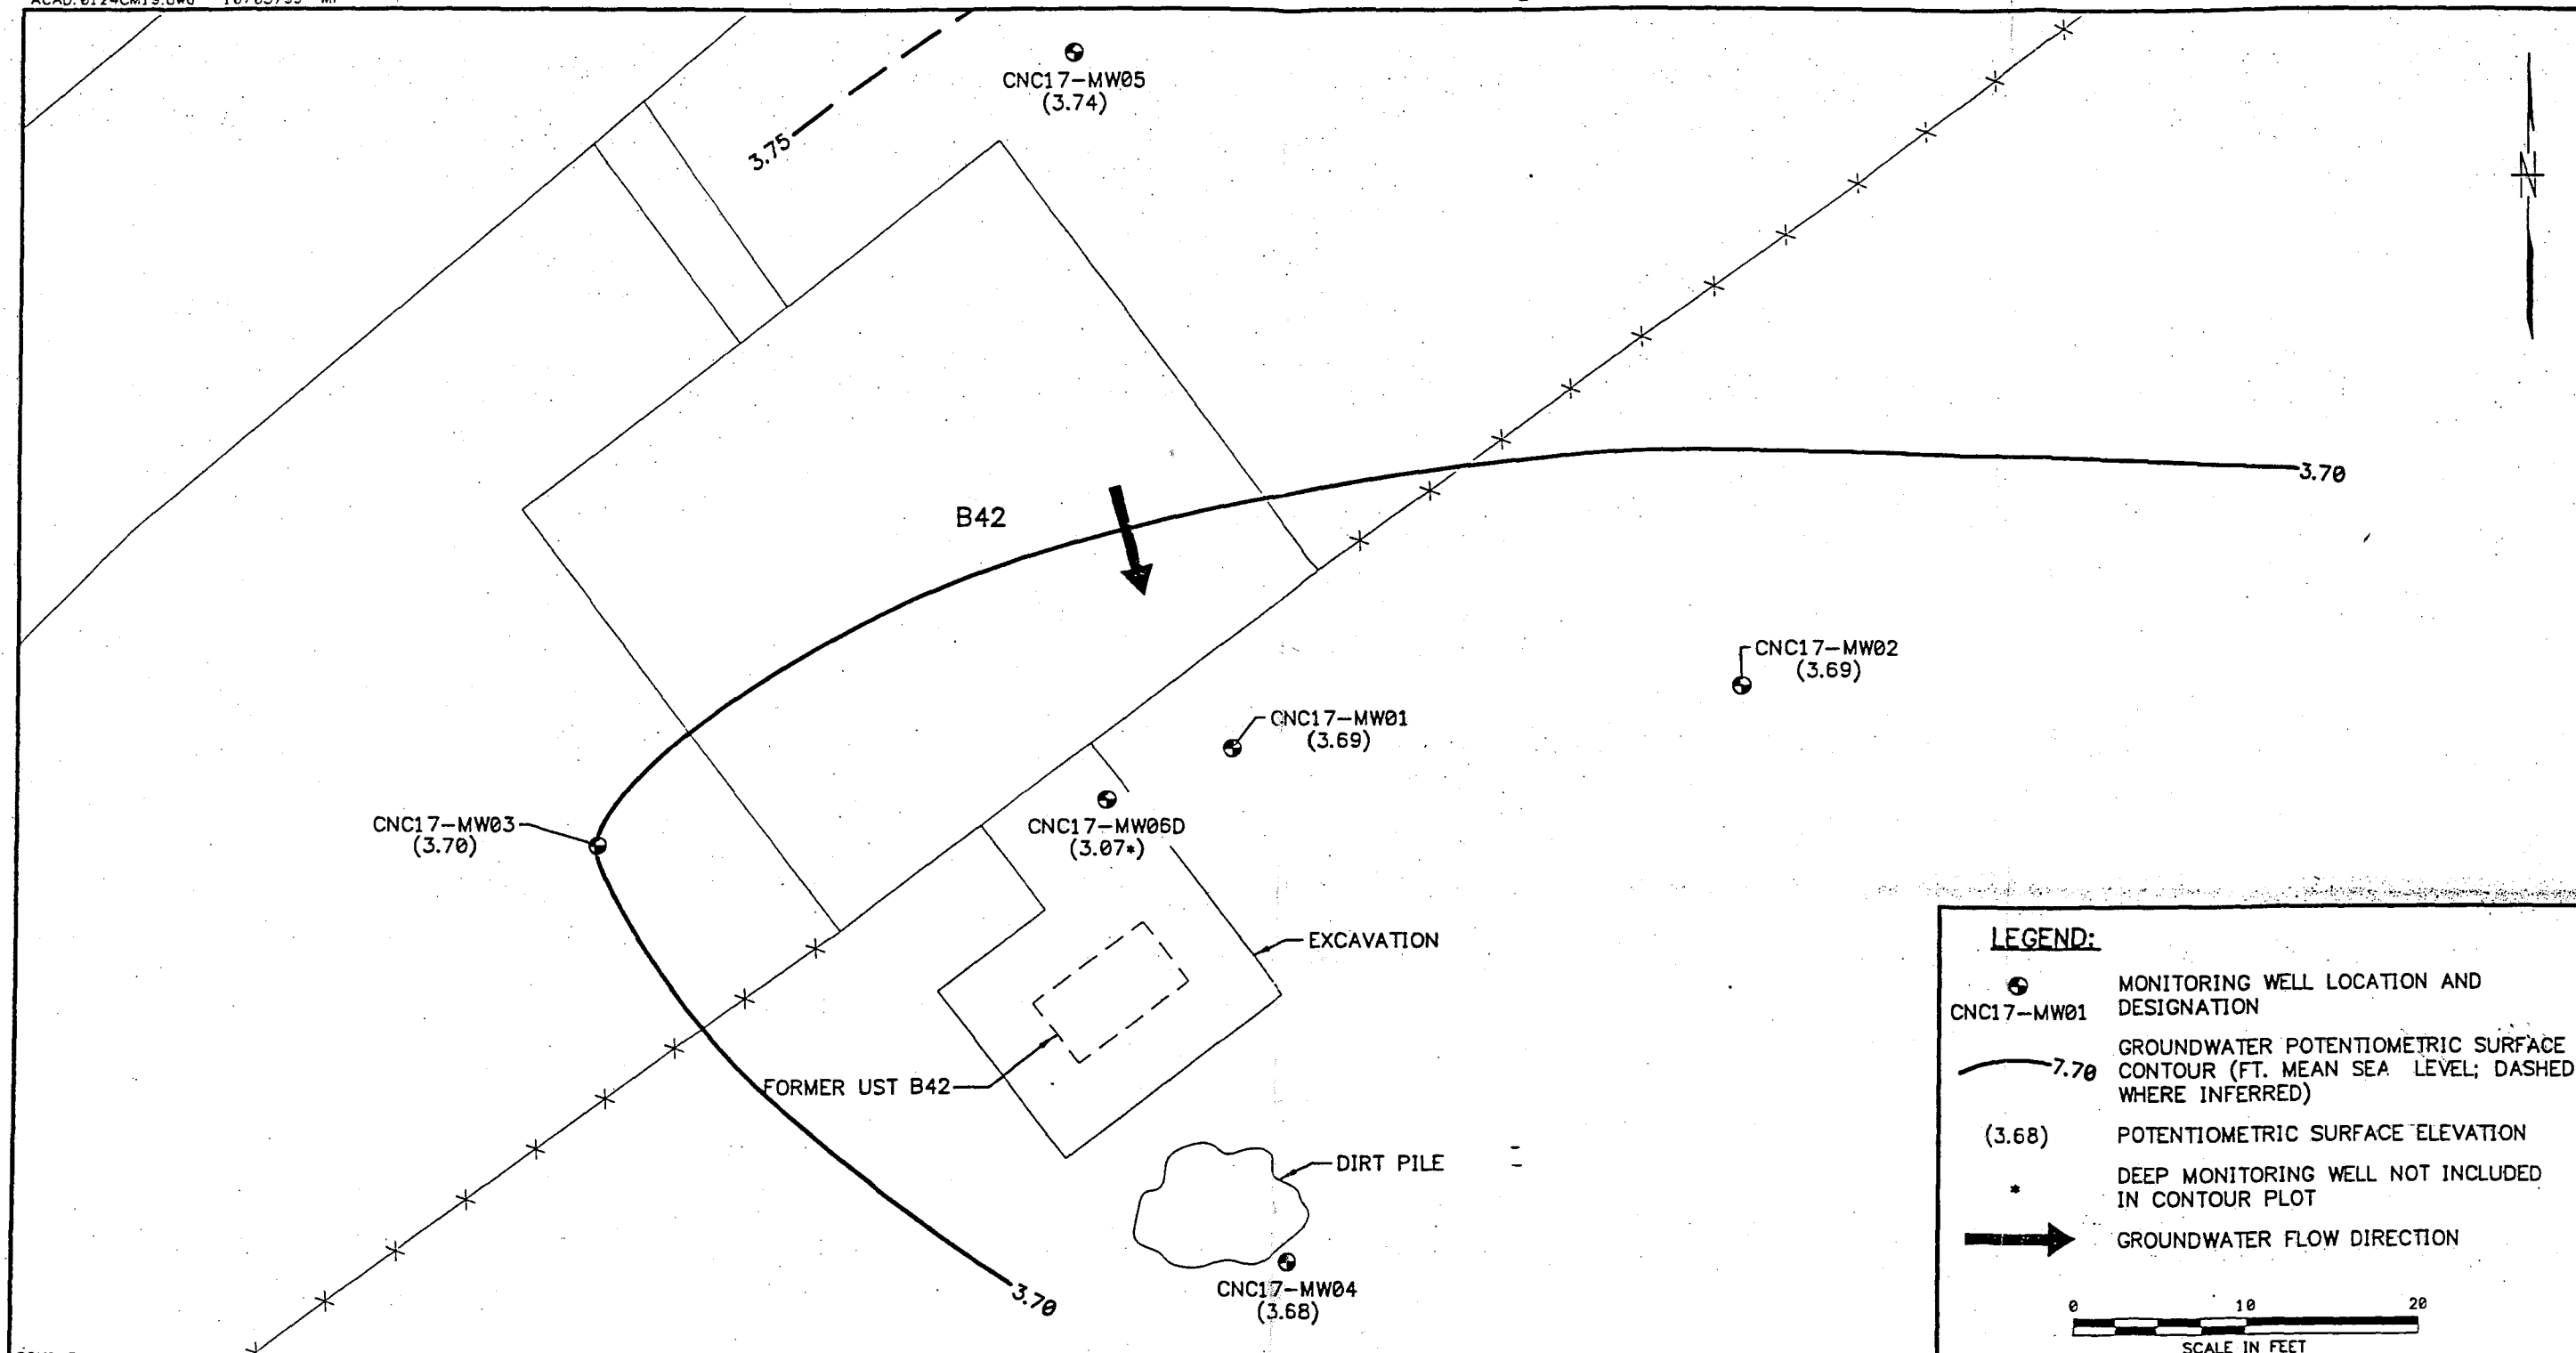 CNC17-MW05
(3.74)
3.75
N
B42
3.70
CNC17-MW02
(3.69)
CNC17-MW01
(3.69)
CNC17-MW03
(3.70)
CNC17-MW06D
(3.07*)
EXCAVATION
FORMER UST B42
DIRT PILE
CNC17-MW04
(3.68)
3.70
LEGEND:
CNC17-MW01
MONITORING WELL LOCATION AND
DESIGNATION
7.70
GROUNDWATER POTENTIOMETRIC SURFACE
CONTOUR (FT. MEAN SEA LEVEL; DASHED
WHERE INFERRED)
(3.68)
POTENTIOMETRIC SURFACE ELEVATION
*
DEEP MONITORING WELL NOT INCLUDED
IN CONTOUR PLOT
GROUNDWATER FLOW DIRECTION
0 10 20
SCALE IN FEET